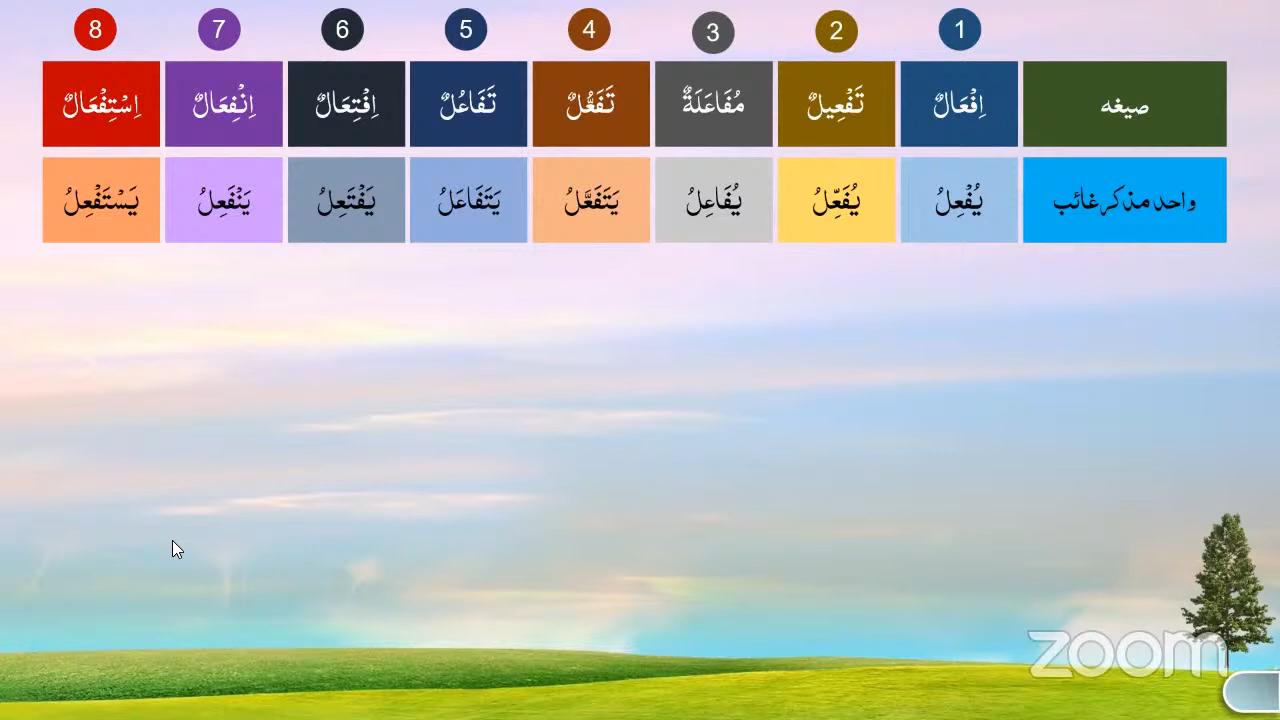 1 2 3 4 5 6 7 8
صيغه اِفْعَالٌ تَفْعِيلٌ مُفَاعَلَةٌ تَفَعُّلٌ تَفَاعُلٌ اِفْتِعَالٌ اِنْفِعَالٌ اِسْتِفْعَالٌ
واحد مذکر غائب يُفْعِلُ يُفَعِّلُ يُفَاعِلُ يَتَفَعَّلُ يَتَفَاعَلُ يَفْتَعِلُ يَنْفَعِلُ يَسْتَفْعِلُ
zoom